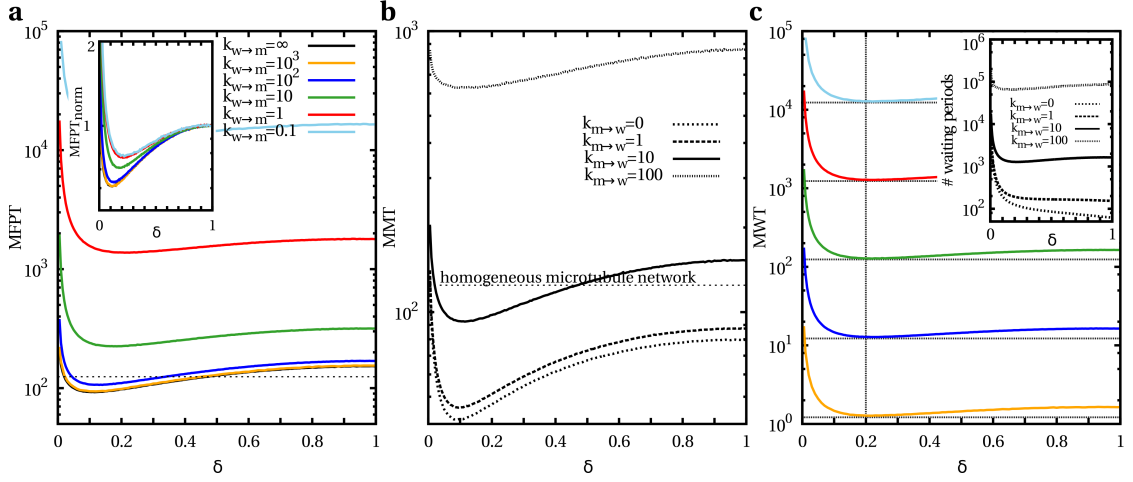 a
10^5
10^4
10^3
10^2
MFPT
0 0.2 0.4 0.6 0.8 1
δ
2
1
MFPT_norm
0 1
δ
k_w→m=∞
k_w→m=10^3
k_w→m=10^2
k_w→m=10
k_w→m=1
k_w→m=0.1
b
10^3
10^2
MMT
0 0.2 0.4 0.6 0.8 1
δ
k_m→w=0
k_m→w=1
k_m→w=10
k_m→w=100
homogeneous microtubule network
c
10^5
10^4
10^3
10^2
10^1
10^0
MWT
0 0.2 0.4 0.6 0.8 1
δ
10^6
10^5
10^4
10^3
10^2
# waiting periods
k_m→w=0
k_m→w=1
k_m→w=10
k_m→w=100
0 1
δ